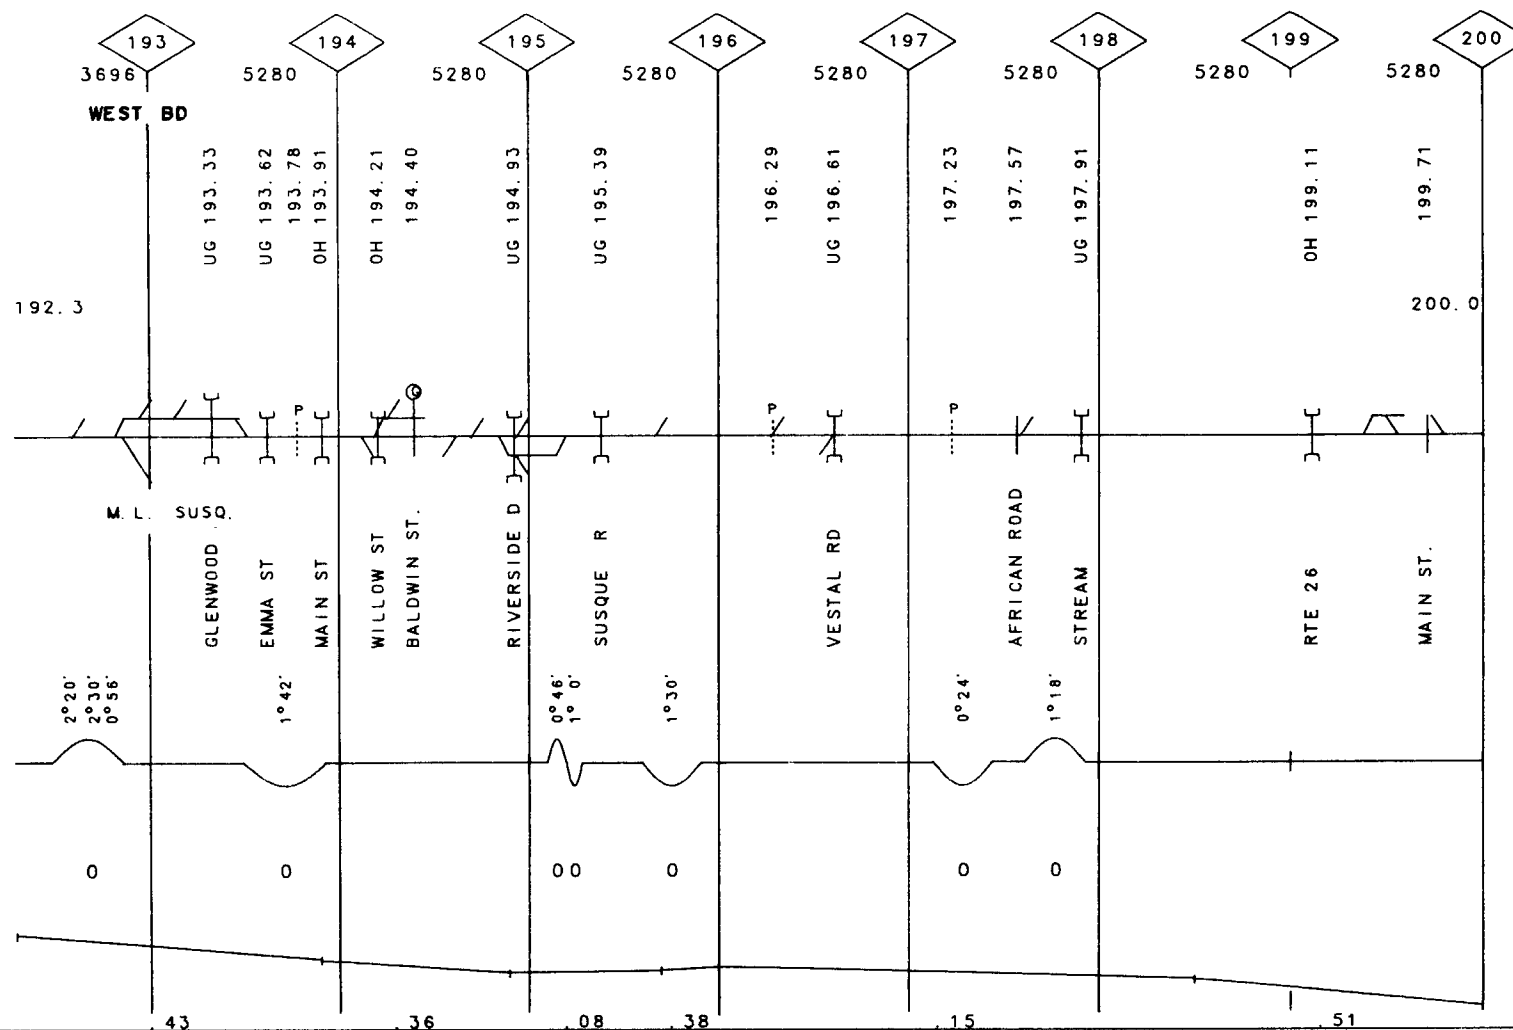 193 194 195 196 197 198 199 200
3696 5280 5280 5280 5280 5280 5280 5280
WEST BD
UG 193.33
UG 193.62
193.78
OH 193.91
OH 194.21
194.40
UG 194.93
UG 195.39
196.29
UG 196.61
197.23
197.57
UG 197.91
OH 199.11
199.71
192.3
200.0
Q
P P P
M.L. SUSQ.
GLENWOOD
EMMA ST
MAIN ST
WILLOW ST
BALDWIN ST.
RIVERSIDE D
SUSQUE R
VESTAL RD
AFRICAN ROAD
STREAM
RTE 26
MAIN ST.
2°20'
2°30'
0°56'
1°42'
0°46'
1° 0'
1°30'
0°24'
1°18'
0 0 0 0 0 0 0
.43 .36 .08 .38 .15 .51